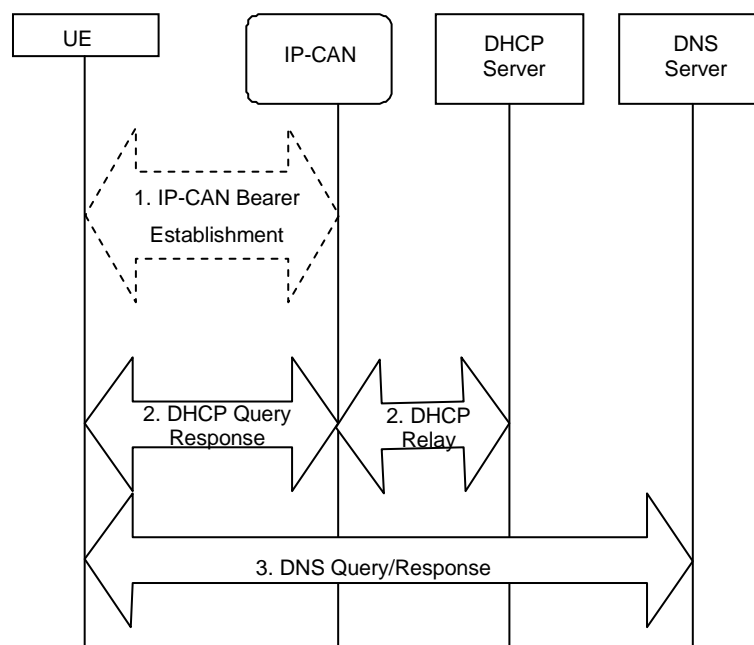 UE
IP-CAN
DHCP
Server
DNS
Server
1. IP-CAN Bearer
Establishment
2. DHCP Query
Response
2. DHCP
Relay
3. DNS Query/Response